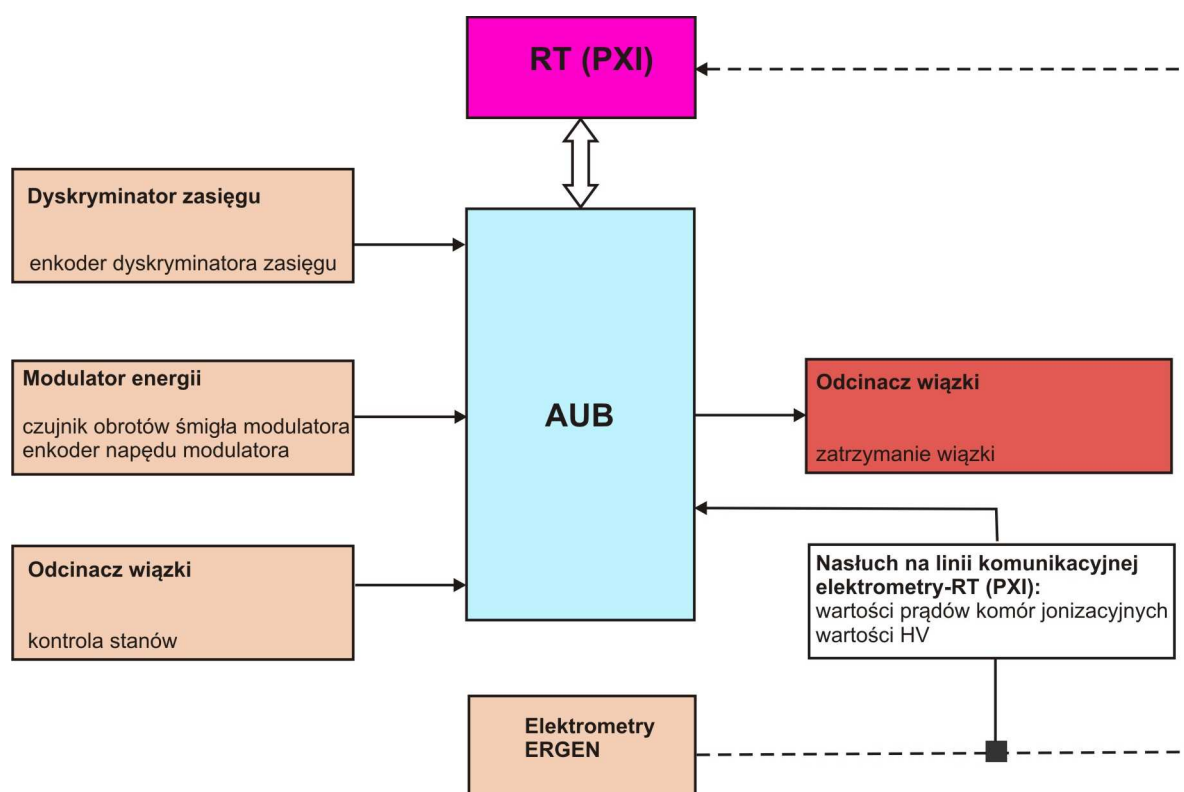 RT (PXI)
Dyskryminator zasięgu
enkoder dyskryminatora zasięgu
Modulator energii
czujnik obrotów śmigła modulatora
enkoder napędu modulatora
AUB
Odcinacz wiązki
zatrzymanie wiązki
Odcinacz wiązki
kontrola stanów
Nasłuch na linii komunikacyjnej
elektrometry-RT (PXI):
wartości prądów komór jonizacyjnych
wartości HV
Elektrometry
ERGEN